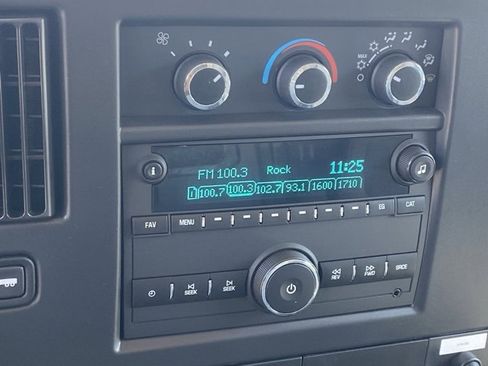 MAX
FM 100.3 Rock 11:25
1 100.7 100.3 102.7 93.1 1600 1710
i
FAV MENU EQ CAT
SEEK SEEK REV FWD SRCE